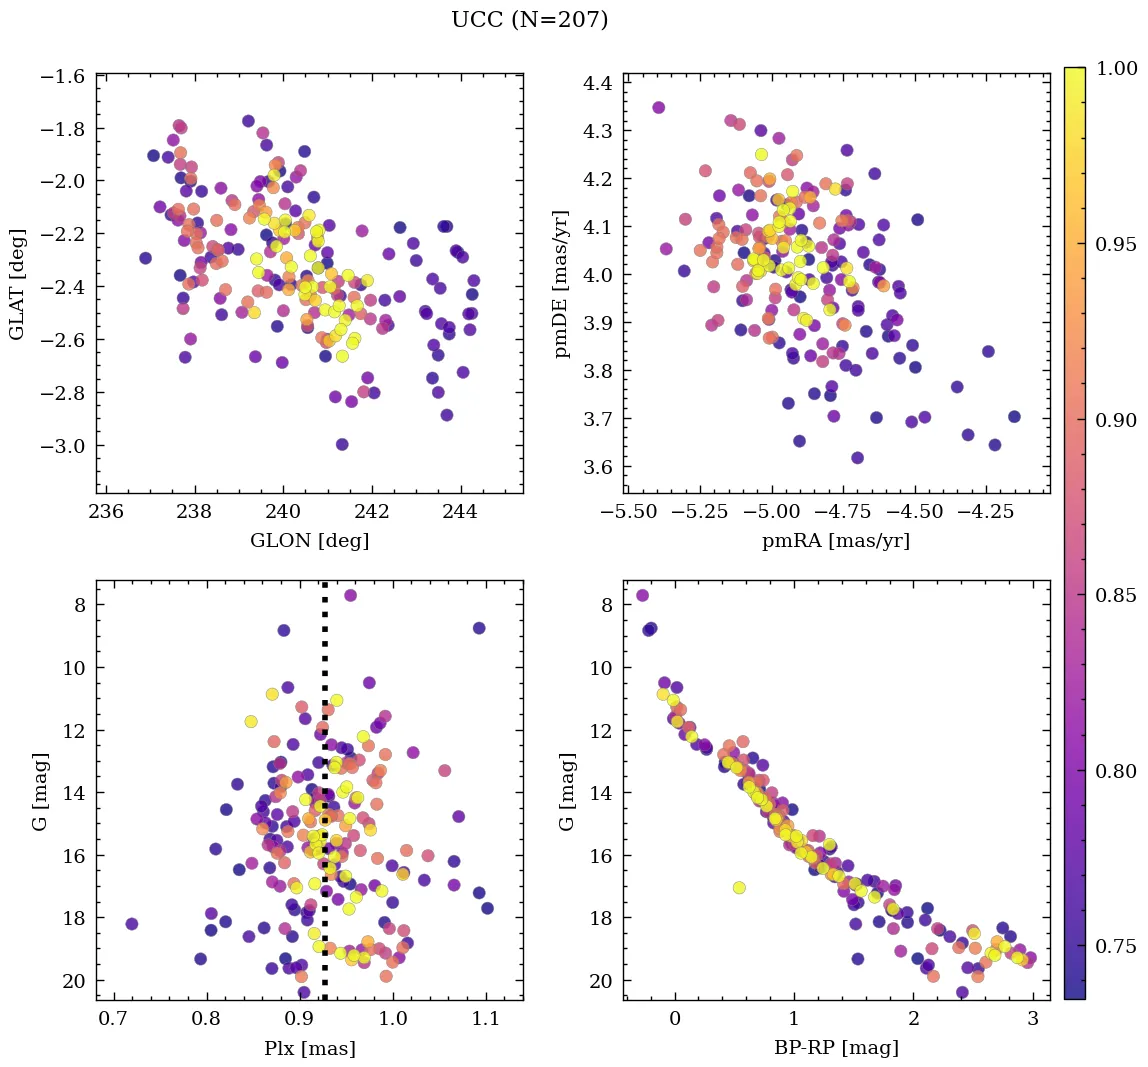 UCC (N=207)
−1.6
−1.8
−2.0
−2.2
−2.4
−2.6
−2.8
−3.0
GLAT [deg]
236 238 240 242 244
GLON [deg]
4.4
4.3
4.2
4.1
4.0
3.9
3.8
3.7
3.6
pmDE [mas/yr]
−5.50 −5.25 −5.00 −4.75 −4.50 −4.25
pmRA [mas/yr]
8
10
12
14
16
18
20
G [mag]
0.7 0.8 0.9 1.0 1.1
Plx [mas]
8
10
12
14
16
18
20
G [mag]
0 1 2 3
BP-RP [mag]
1.00
0.95
0.90
0.85
0.80
0.75